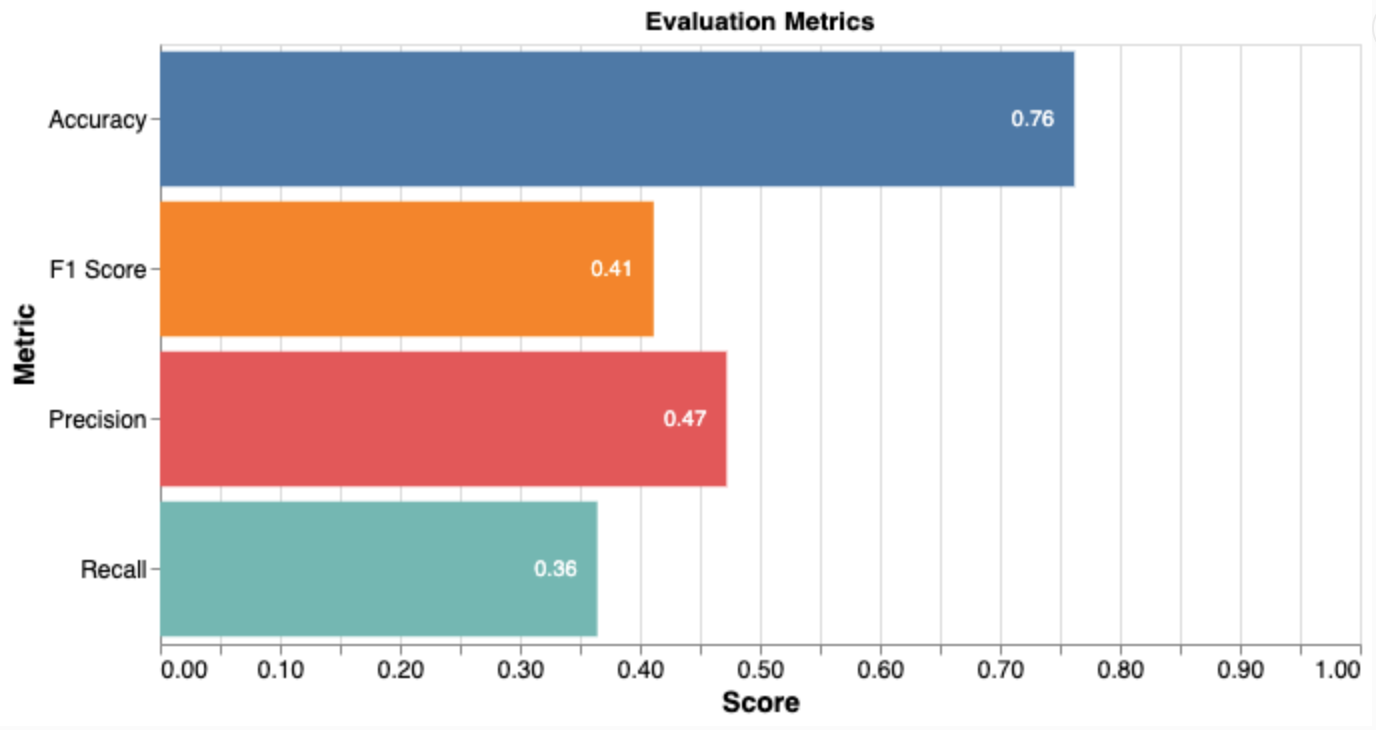 Evaluation Metrics
Accuracy
0.76
F1 Score
0.41
Metric
Precision
0.47
Recall
0.36
0.00 0.10 0.20 0.30 0.40 0.50 0.60 0.70 0.80 0.90 1.00
Score